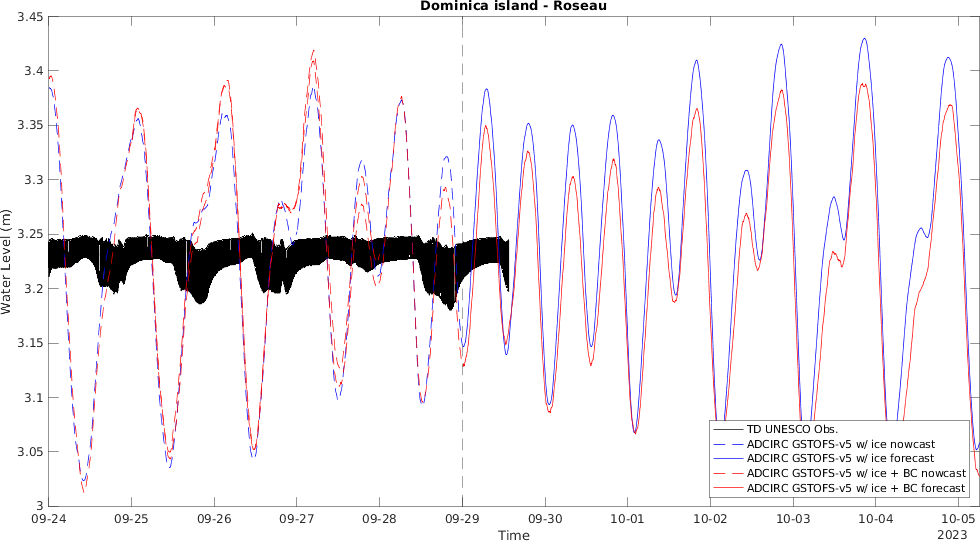 Dominica island - Roseau
3.45
3.4
3.35
3.3
3.25
3.2
3.15
3.1
3.05
3
Water Level (m)
TD UNESCO Obs.
ADCIRC GSTOFS-v5 w/ ice nowcast
ADCIRC GSTOFS-v5 w/ ice forecast
ADCIRC GSTOFS-v5 w/ ice + BC nowcast
ADCIRC GSTOFS-v5 w/ ice + BC forecast
09-24 09-25 09-26 09-27 09-28 09-29 09-30 10-01 10-02 10-03 10-04 10-05
Time
2023